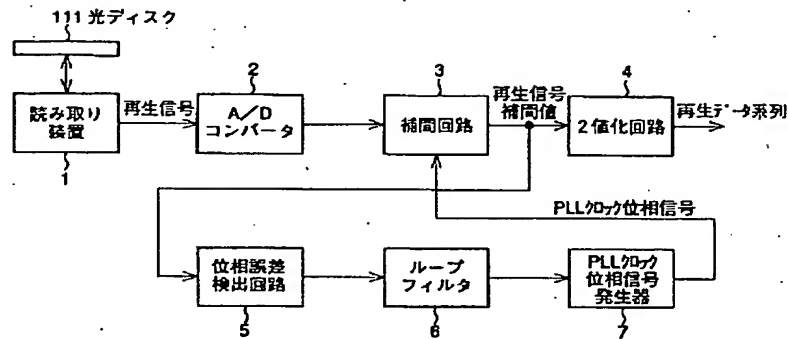 111 光ディスク
読み取り
装置
1
再生信号
2
A/D
コンバータ
3
補間回路
再生信号
補間値
4
2値化回路
再生データ系列
PLLクロック位相信号
位相誤差
検出回路
5
ループ
フィルタ
6
PLLクロック
位相信号
発生器
7